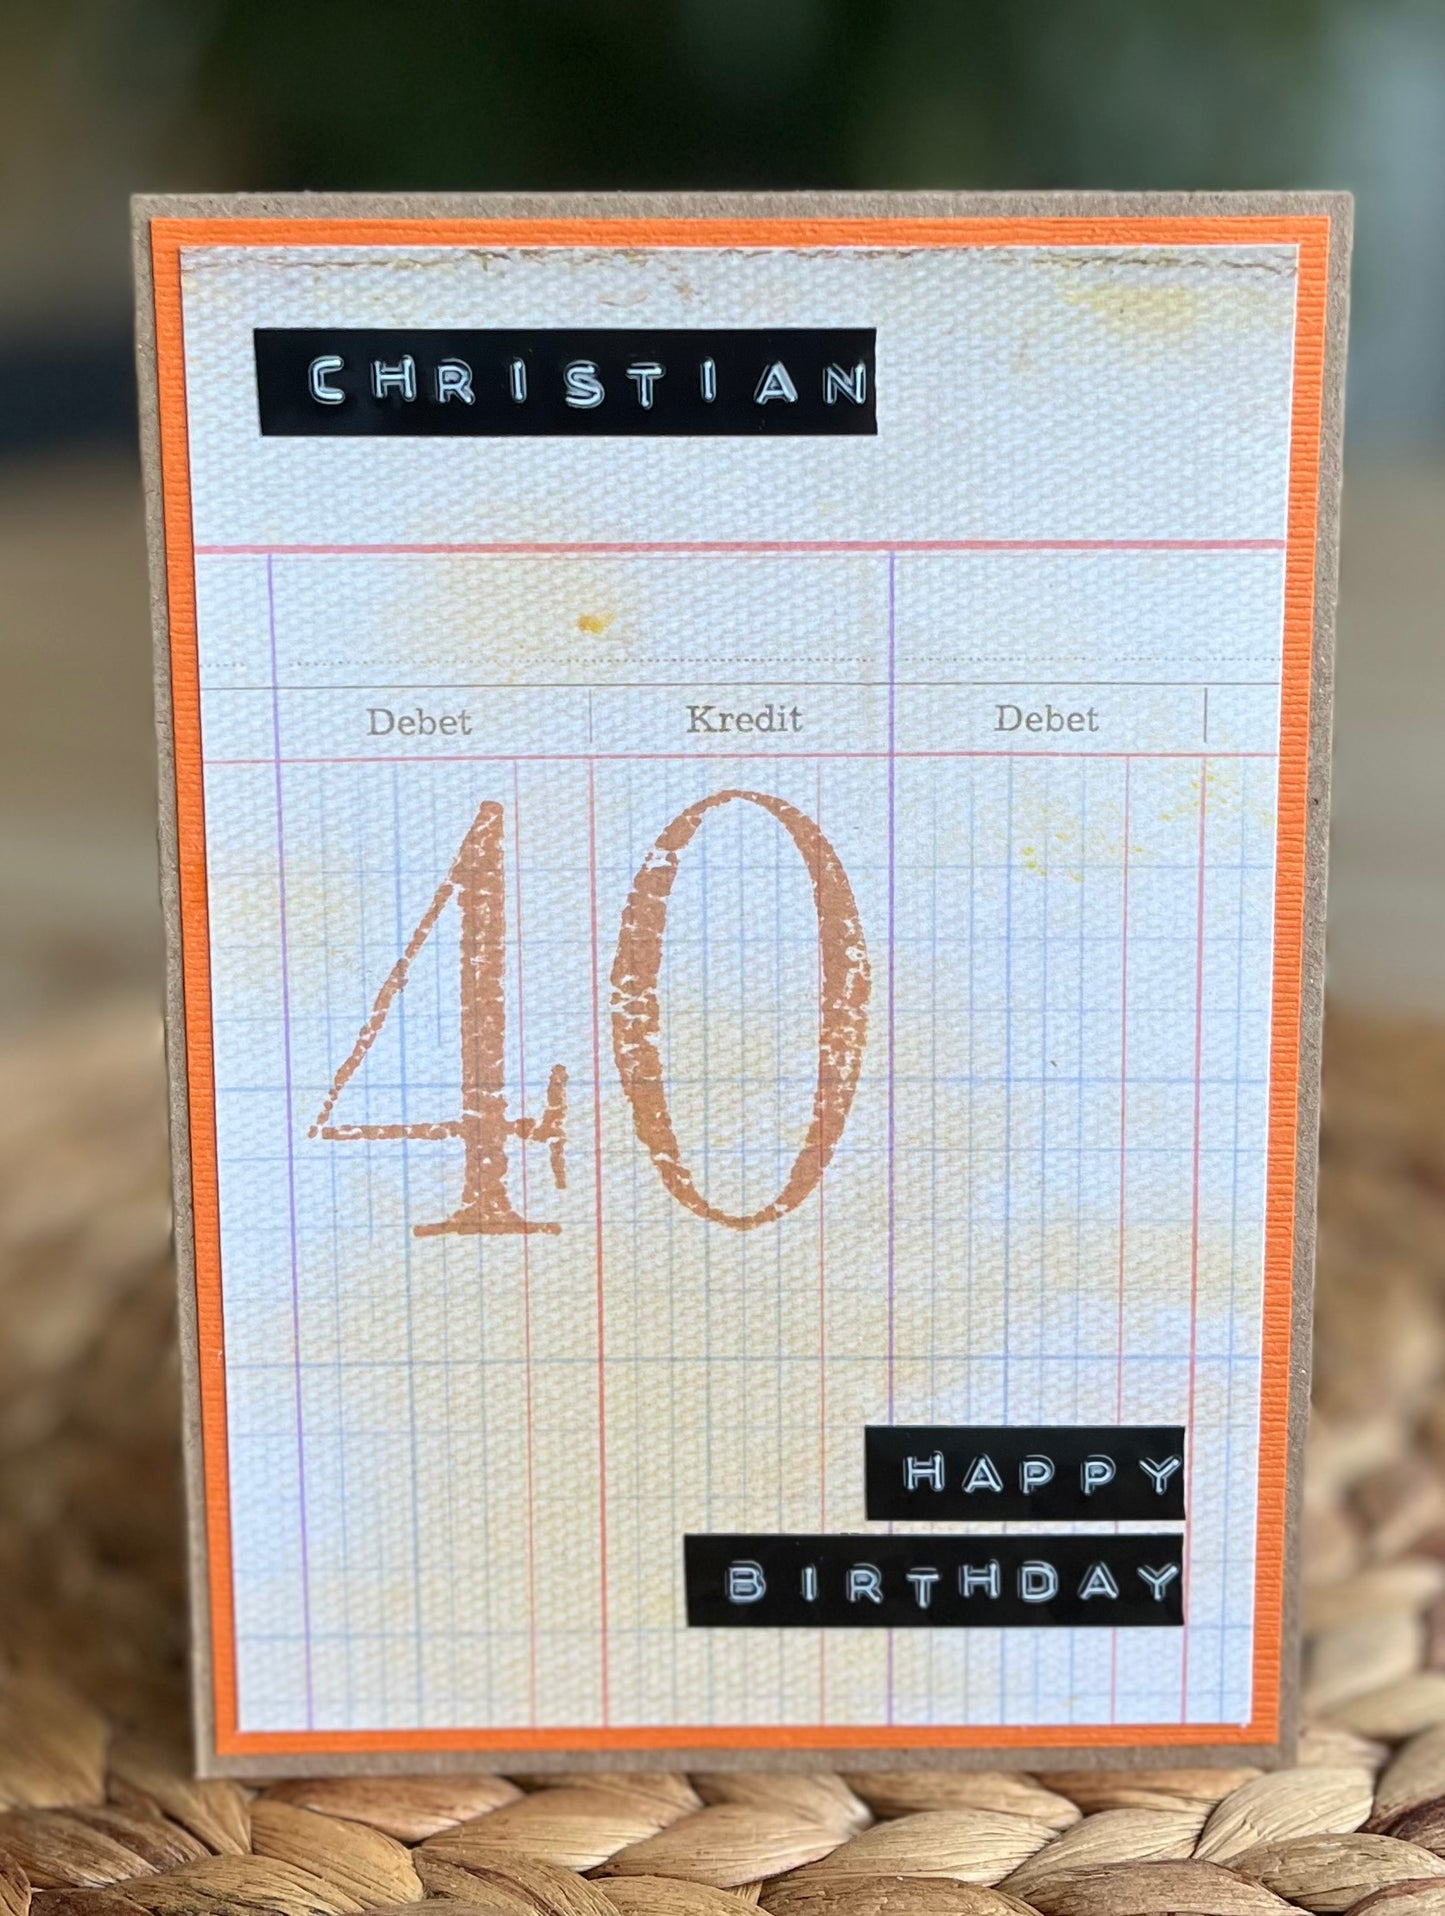 CHRISTIAN
Debet Kredit Debet
40
HAPPY
BIRTHDAY